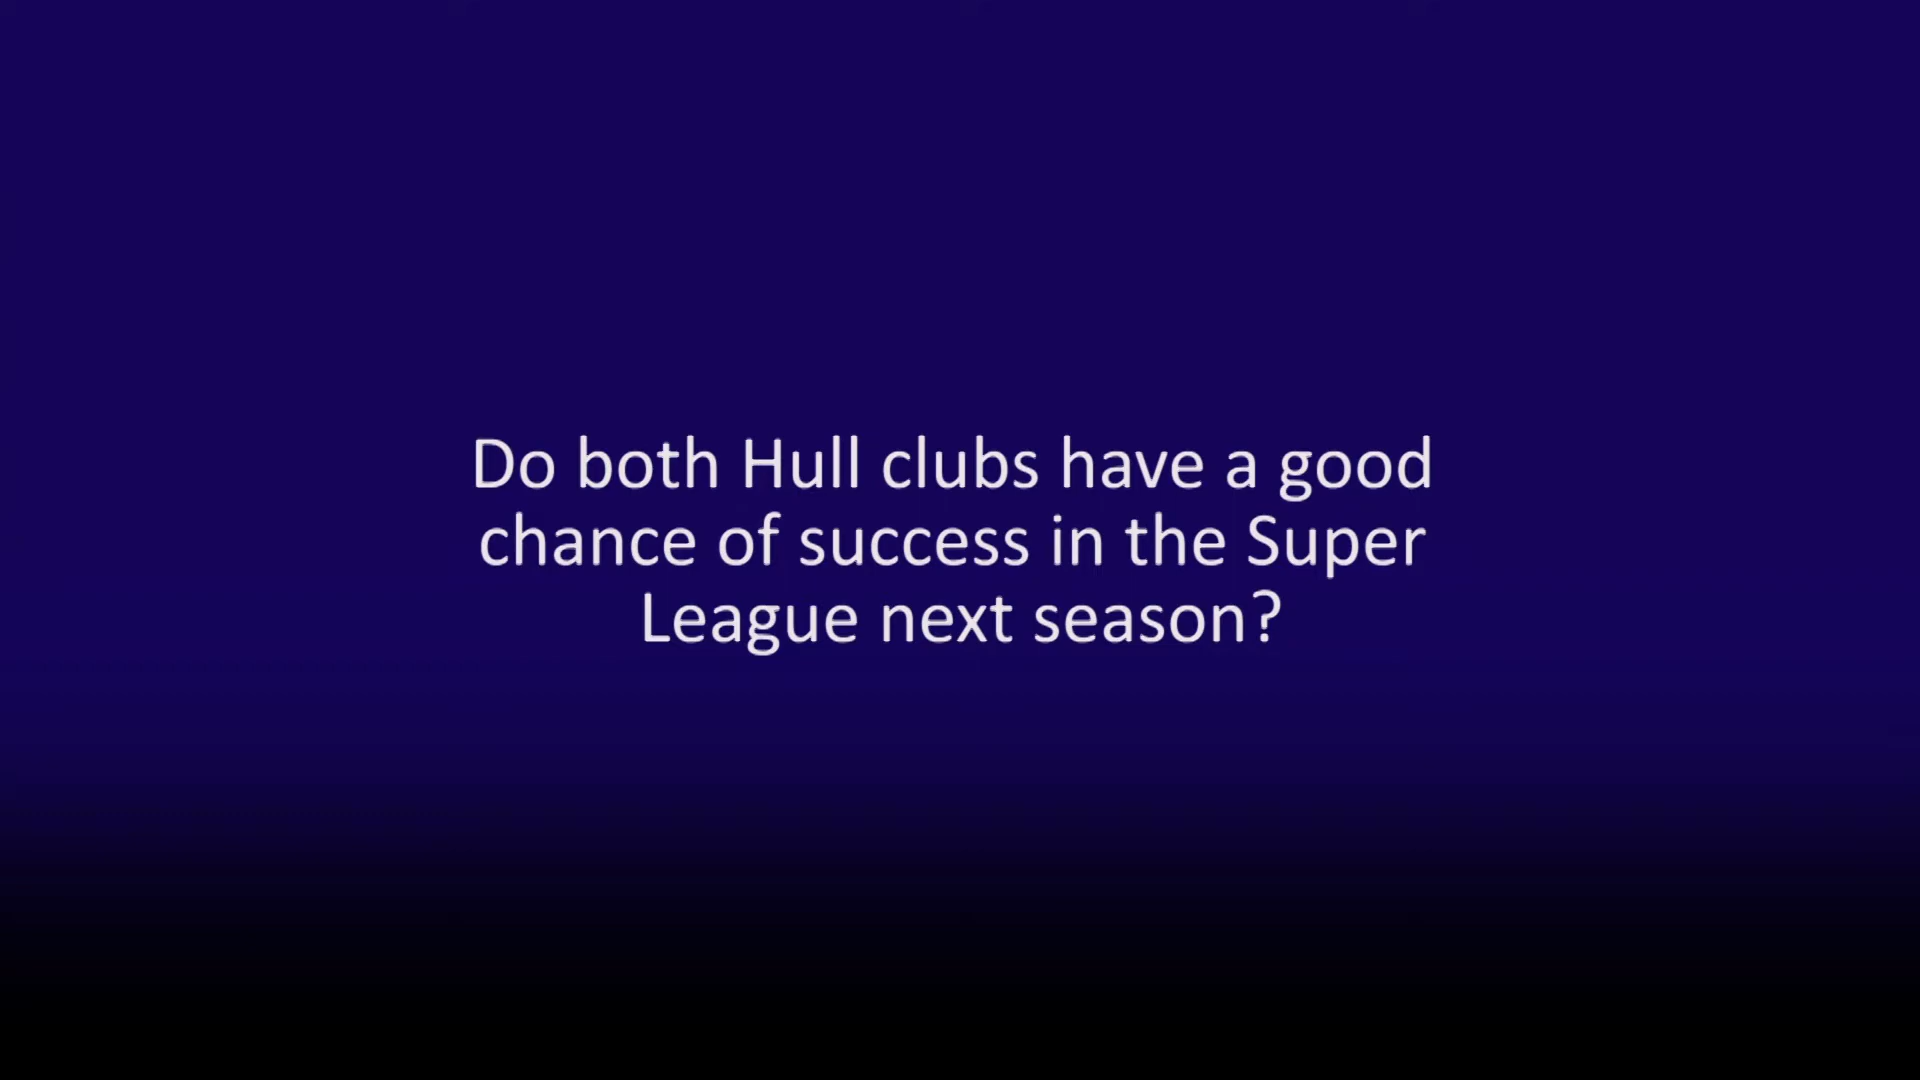 Do both Hull clubs have a good
chance of success in the Super
League next season?